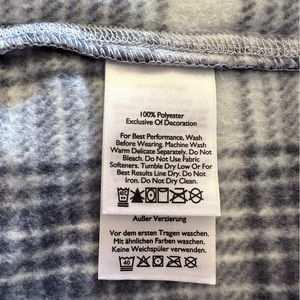 100% Polyester
Exclusive Of Decoration
For Best Performance, Wash
Before Wearing. Machine Wash
Warm Delicate Separately. Do Not
Bleach. Do Not Use Fabric
Softeners. Tumble Dry Low Or For
Best Results Line Dry. Do Not
Iron. Do Not Dry Clean.
Außer Verzierung
Vor dem ersten Tragen waschen.
Mit ähnlichen Farben waschen.
Keine Weichspüler verwenden.
40